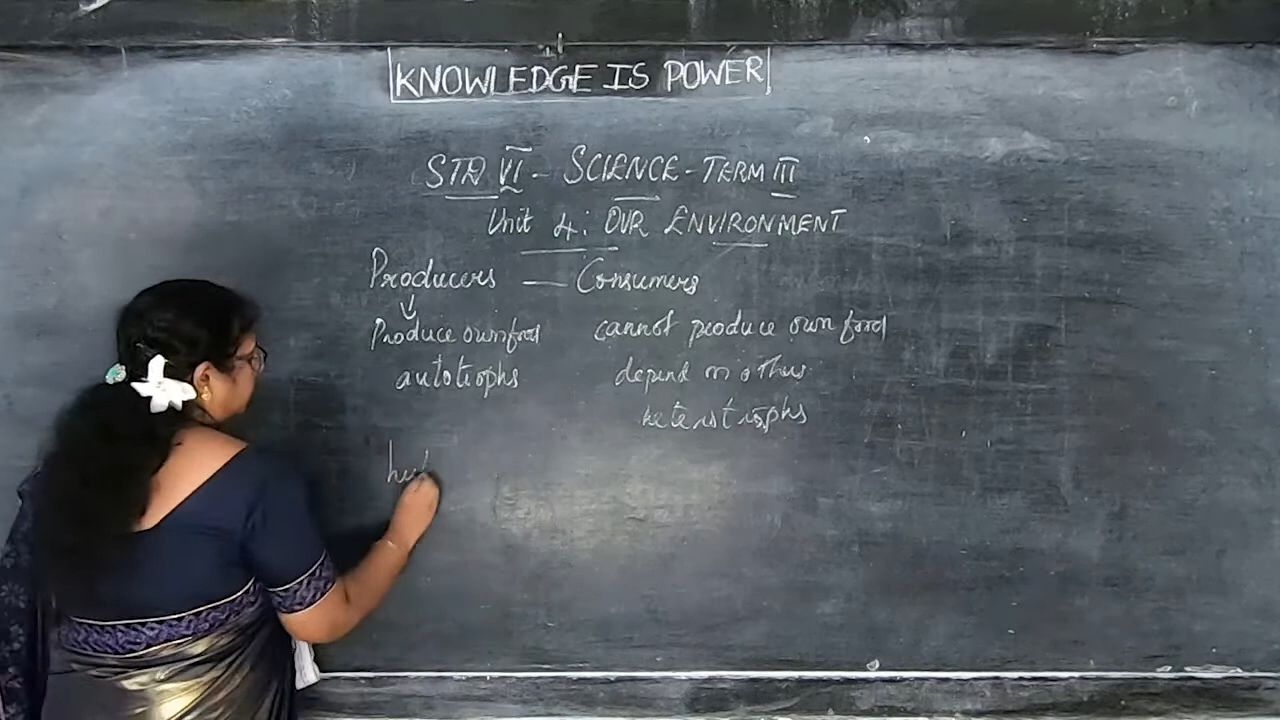 KNOWLEDGE IS POWER
STD VI - SCIENCE - TERM III
Unit 4: OUR ENVIRONMENT
Producers — Consumers
↓
Produce own food cannot produce own food
autotrophs depend on others
heterotrophs